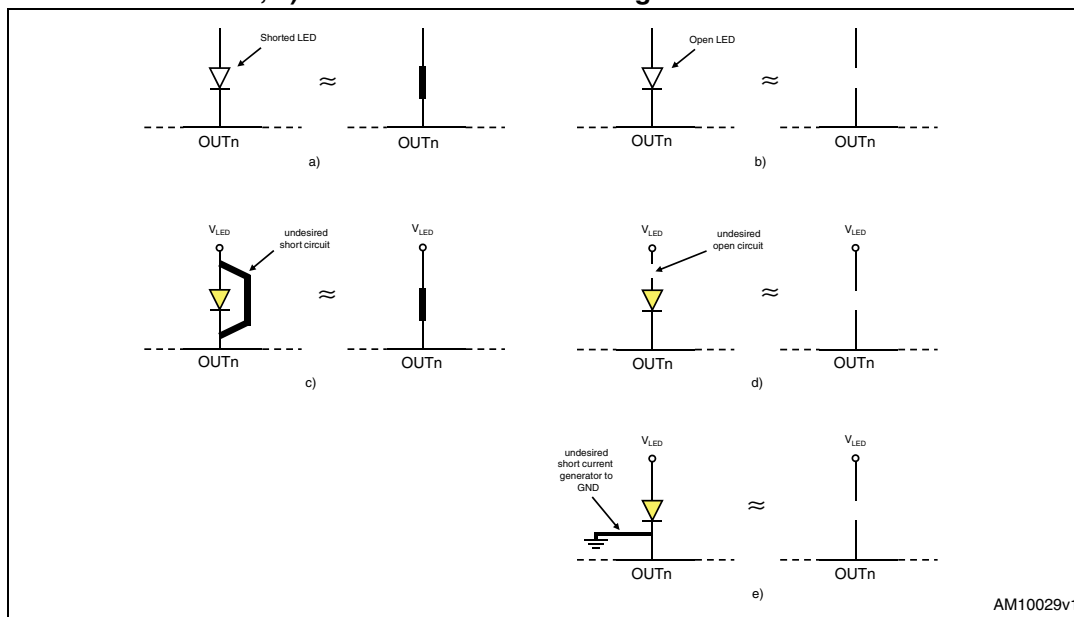 Shorted LED
≈
OUTn
OUTn
a)
Open LED
≈
OUTn
OUTn
b)
VLED
undesired
short circuit
≈
VLED
OUTn
OUTn
c)
VLED
undesired
open circuit
≈
VLED
OUTn
OUTn
d)
undesired
short current
generator to
GND
VLED
≈
VLED
OUTn
OUTn
e)
AM10029v1